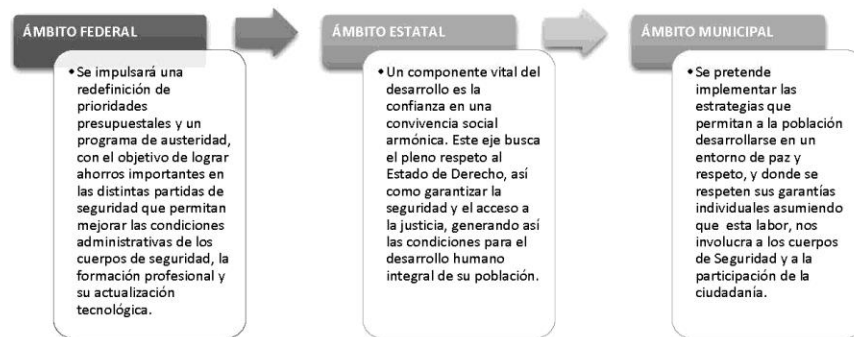 ÁMBITO FEDERAL
•Se impulsará una
redefinición de
prioridades
presupuestales y un
programa de austeridad,
con el objetivo de lograr
ahorros importantes en
las distintas partidas de
seguridad que permitan
mejorar las condiciones
administrativas de los
cuerpos de seguridad, la
formación profesional y
su actualización
tecnológica.
ÁMBITO ESTATAL
•Un componente vital del
desarrollo es la
confianza en una
convivencia social
armónica. Este eje busca
el pleno respeto al
Estado de Derecho, así
como garantizar la
seguridad y el acceso a
la justicia, generando así
las condiciones para el
desarrollo humano
integral de su población.
ÁMBITO MUNICIPAL
•Se pretende
implementar las
estrategias que
permitan a la población
desarrollarse en un
entorno de paz y
respeto, y donde se
respeten sus garantías
individuales asumiendo
que esta labor, nos
involucra a los cuerpos
de Seguridad y a la
participación de la
ciudadanía.